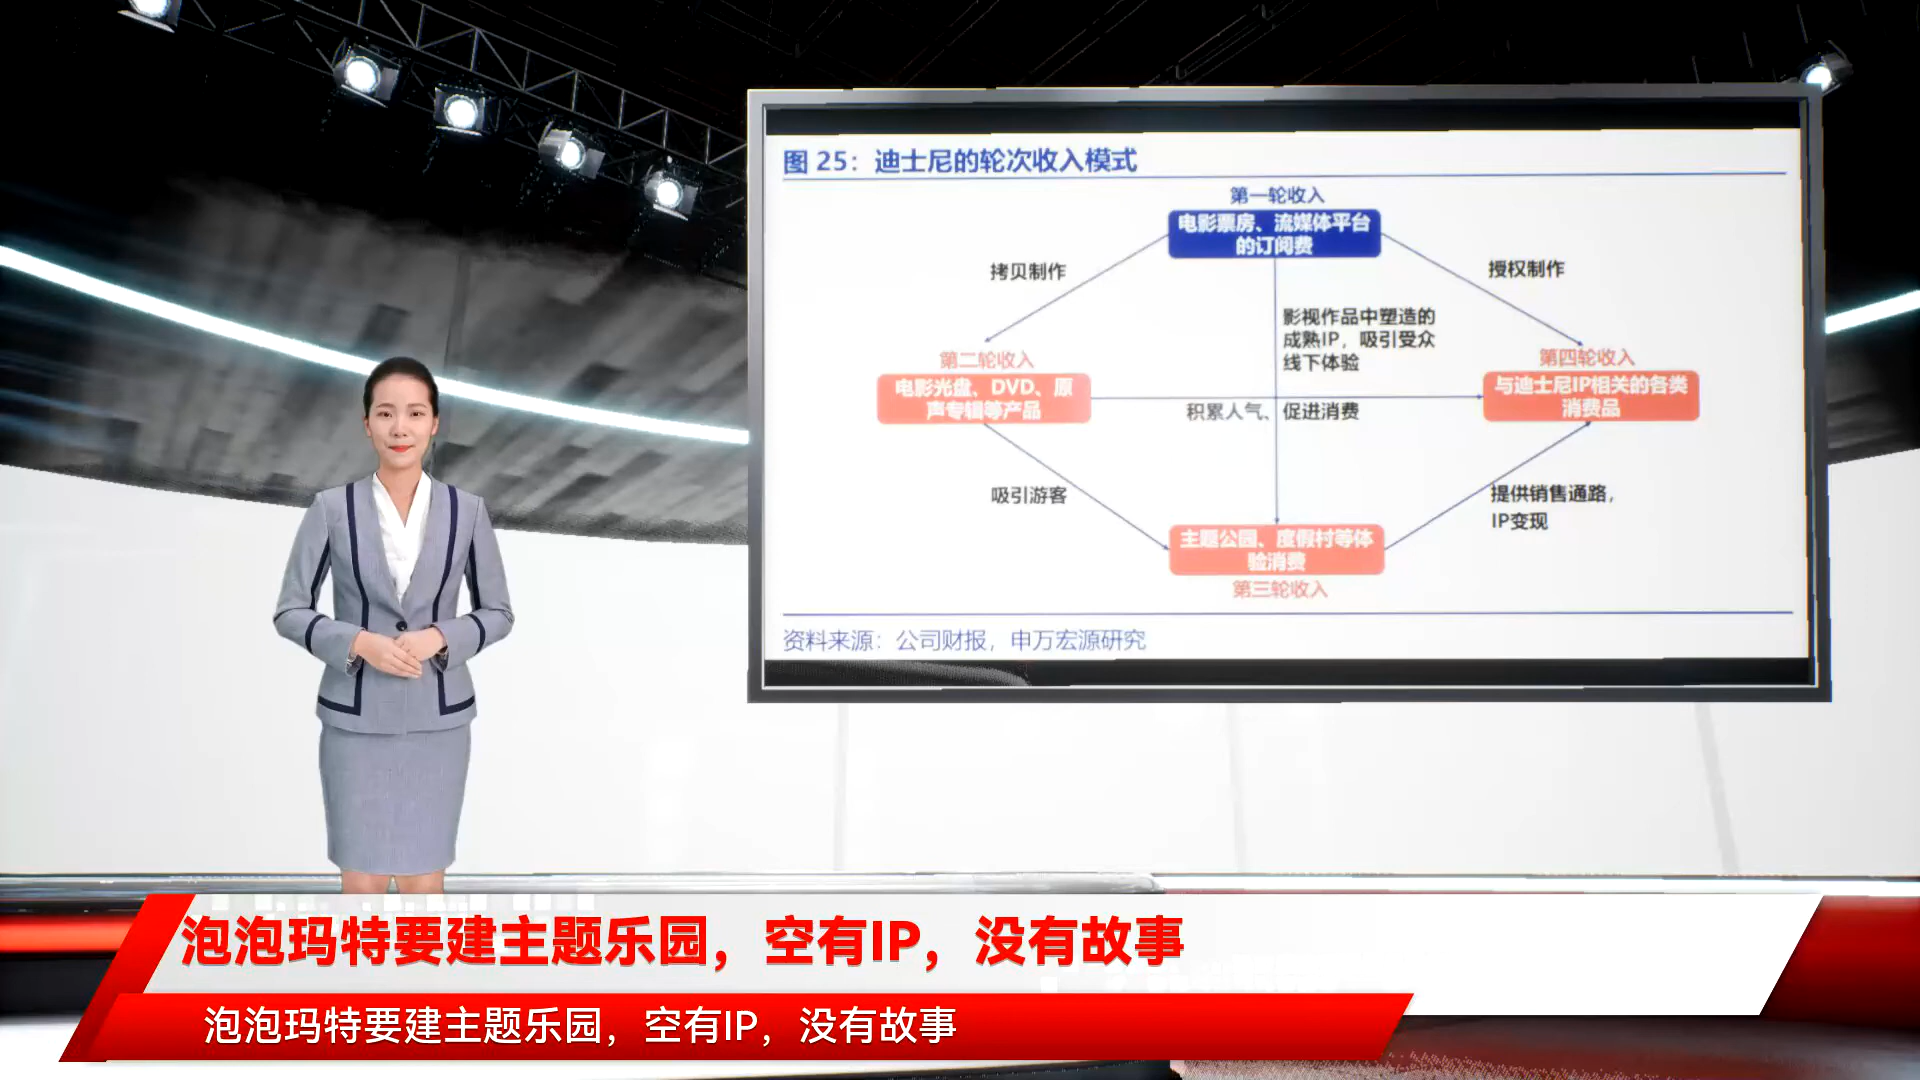 图 25：迪士尼的轮次收入模式
第一轮收入
电影票房、流媒体平台
的订阅费
拷贝制作
授权制作
影视作品中塑造的
成熟IP，吸引受众
线下体验
第二轮收入
电影光盘、DVD、原
声专辑等产品
第四轮收入
与迪士尼IP相关的各类
消费品
积累人气、促进消费
吸引游客
提供销售通路，
IP变现
主题公园、度假村等体
验消费
第三轮收入
资料来源：公司财报，申万宏源研究
泡泡玛特要建主题乐园，空有IP，没有故事
泡泡玛特要建主题乐园，空有IP，没有故事